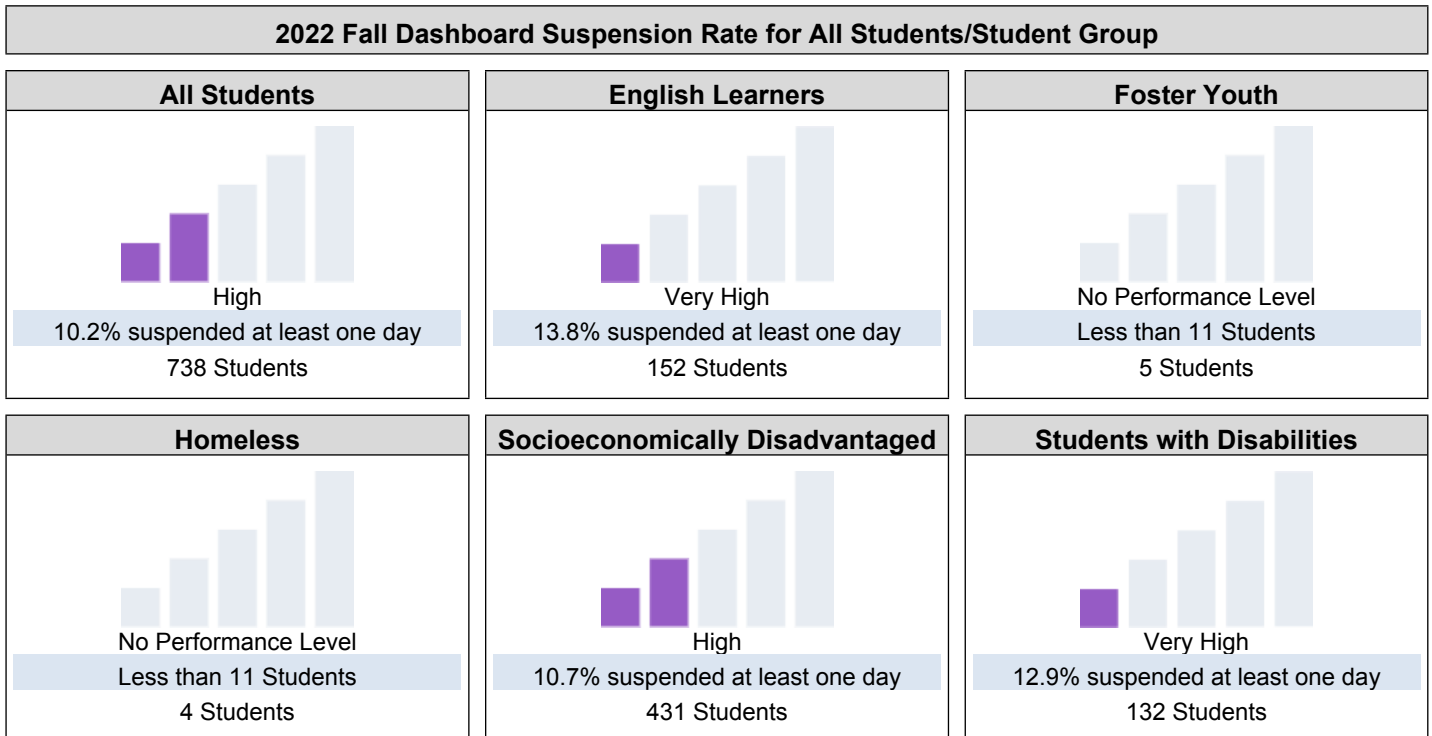 2022 Fall Dashboard Suspension Rate for All Students/Student Group
All Students
High
10.2% suspended at least one day
738 Students
English Learners
Very High
13.8% suspended at least one day
152 Students
Foster Youth
No Performance Level
Less than 11 Students
5 Students
Homeless
No Performance Level
Less than 11 Students
4 Students
Socioeconomically Disadvantaged
High
10.7% suspended at least one day
431 Students
Students with Disabilities
Very High
12.9% suspended at least one day
132 Students